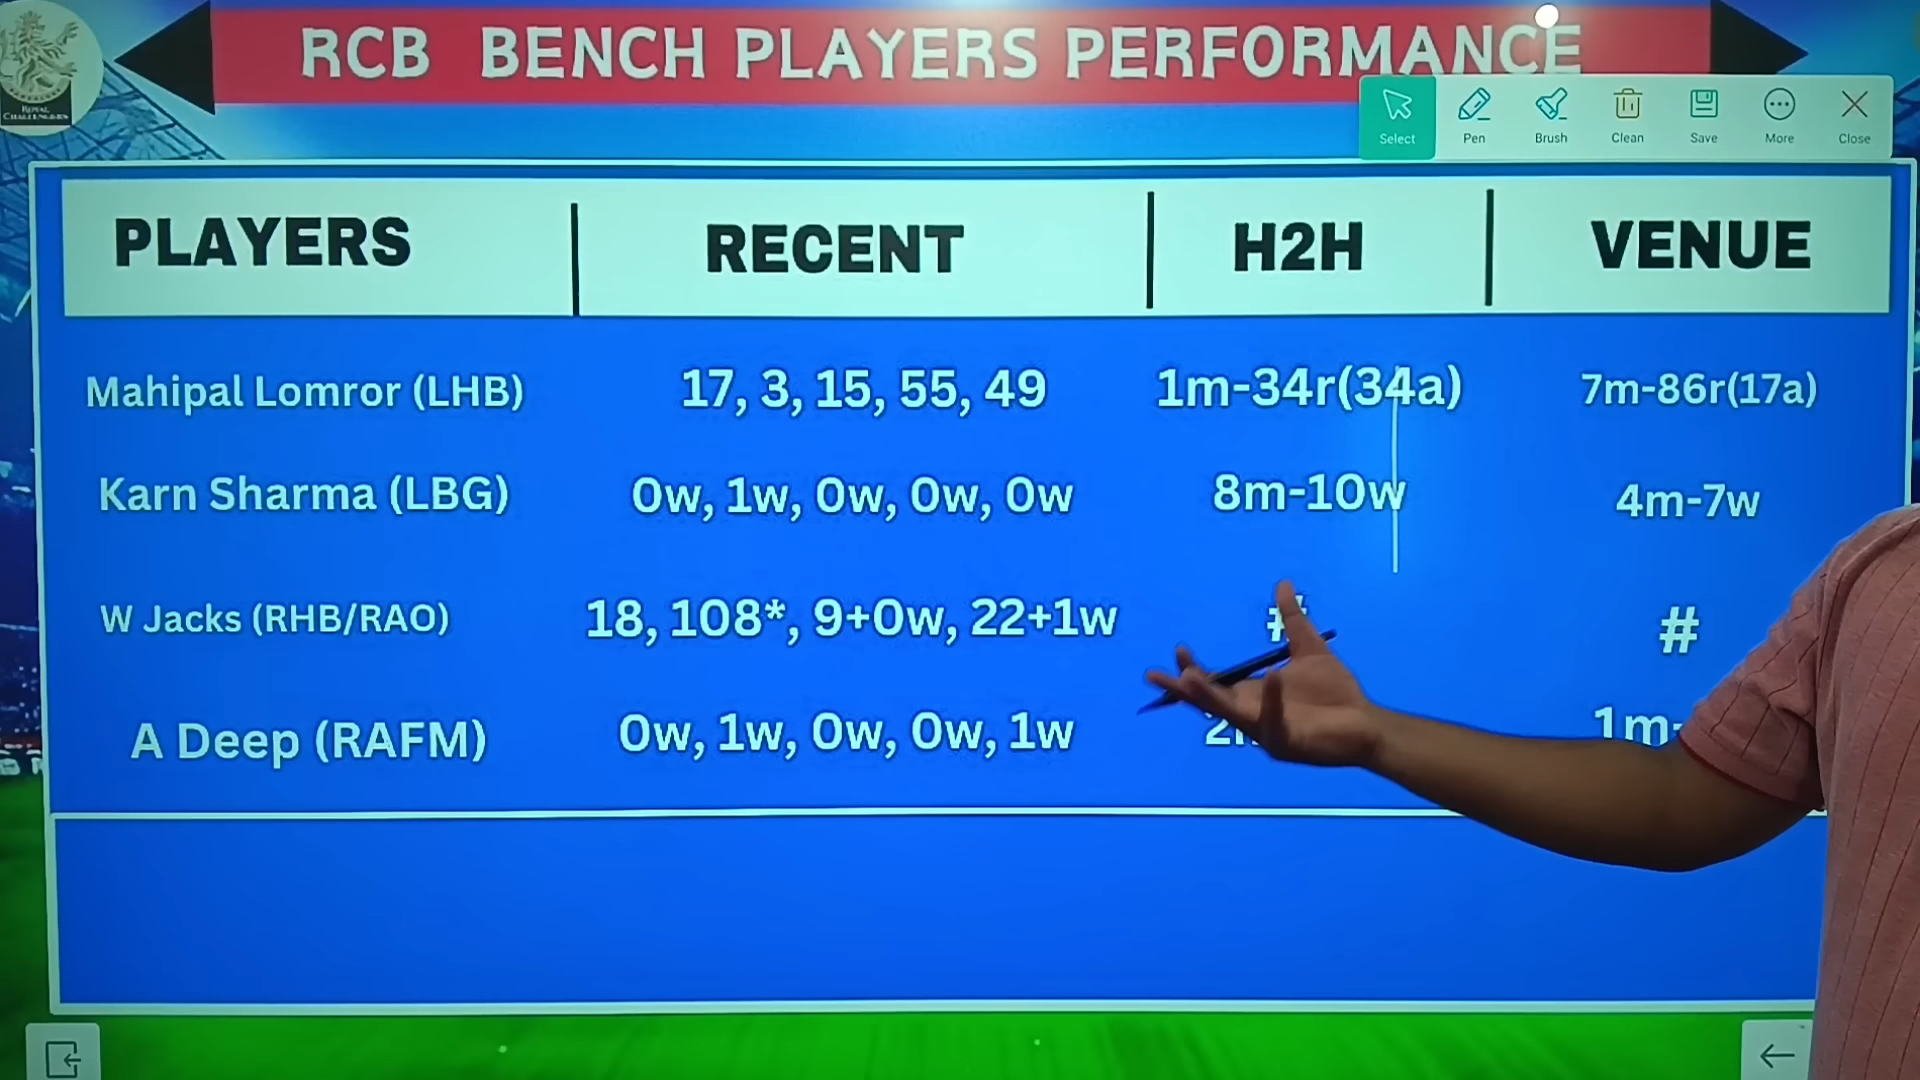 RCB BENCH PLAYERS PERFORMANCE
ROYAL
CHALLENGERS
Select Pen Brush Clean Save More Close
PLAYERS RECENT H2H VENUE
Mahipal Lomror (LHB) 17, 3, 15, 55, 49 1m-34r(34a) 7m-86r(17a)
Karn Sharma (LBG) 0w, 1w, 0w, 0w, 0w 8m-10w 4m-7w
W Jacks (RHB/RAO) 18, 108*, 9+0w, 22+1w # #
A Deep (RAFM) 0w, 1w, 0w, 0w, 1w 1m-